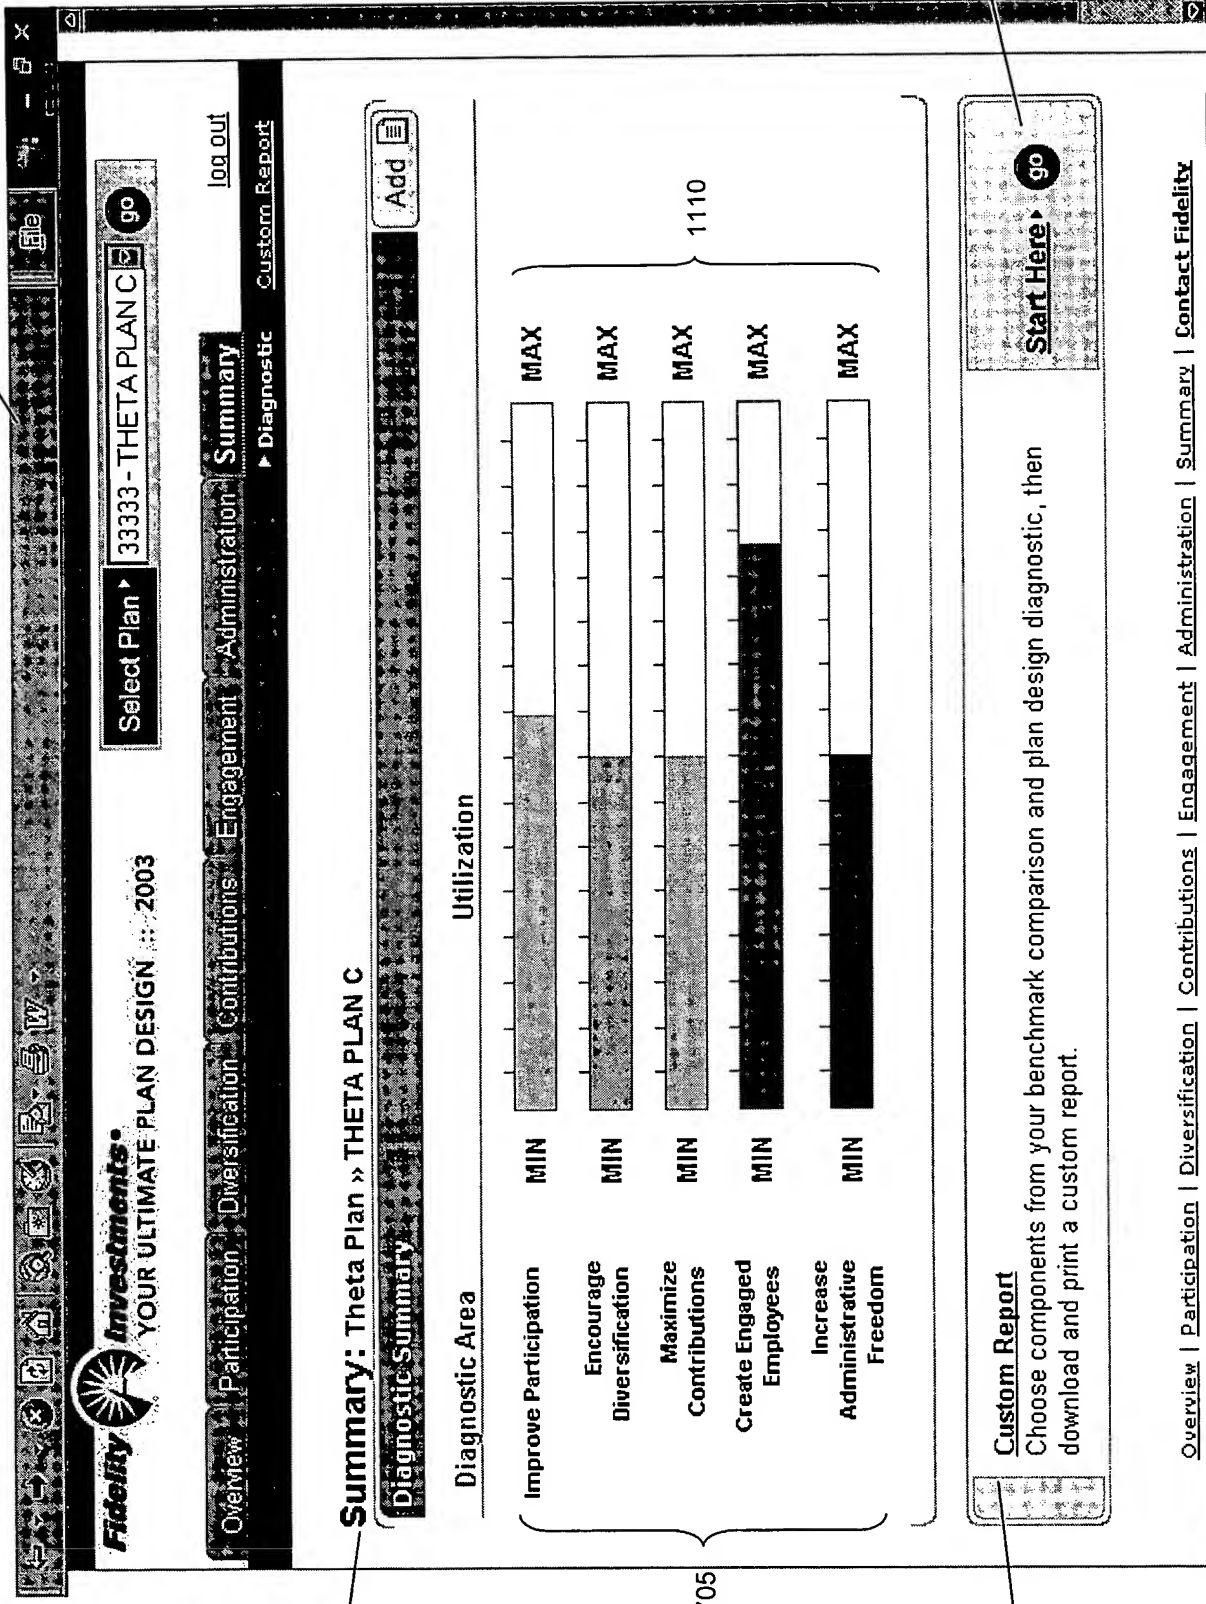 File
Fidelity Investments
YOUR ULTIMATE PLAN DESIGN :: 2003
Select Plan
33333 - THETA PLAN C
go
log out
Overview
Participation
Diversification
Contributions
Engagement
Administration
Summary
Diagnostic
Custom Report
Summary: Theta Plan » THETA PLAN C
Diagnostic Summary
Add
Diagnostic Area
Utilization
Improve Participation
MIN
MAX
Encourage
Diversification
MIN
MAX
Maximize
Contributions
MIN
MAX
Create Engaged
Employees
MIN
MAX
Increase
Administrative
Freedom
MIN
MAX
1110
Custom Report
Choose components from your benchmark comparison and plan design diagnostic, then
download and print a custom report.
Start Here
go
Overview | Participation | Diversification | Contributions | Engagement | Administration | Summary | Contact Fidelity